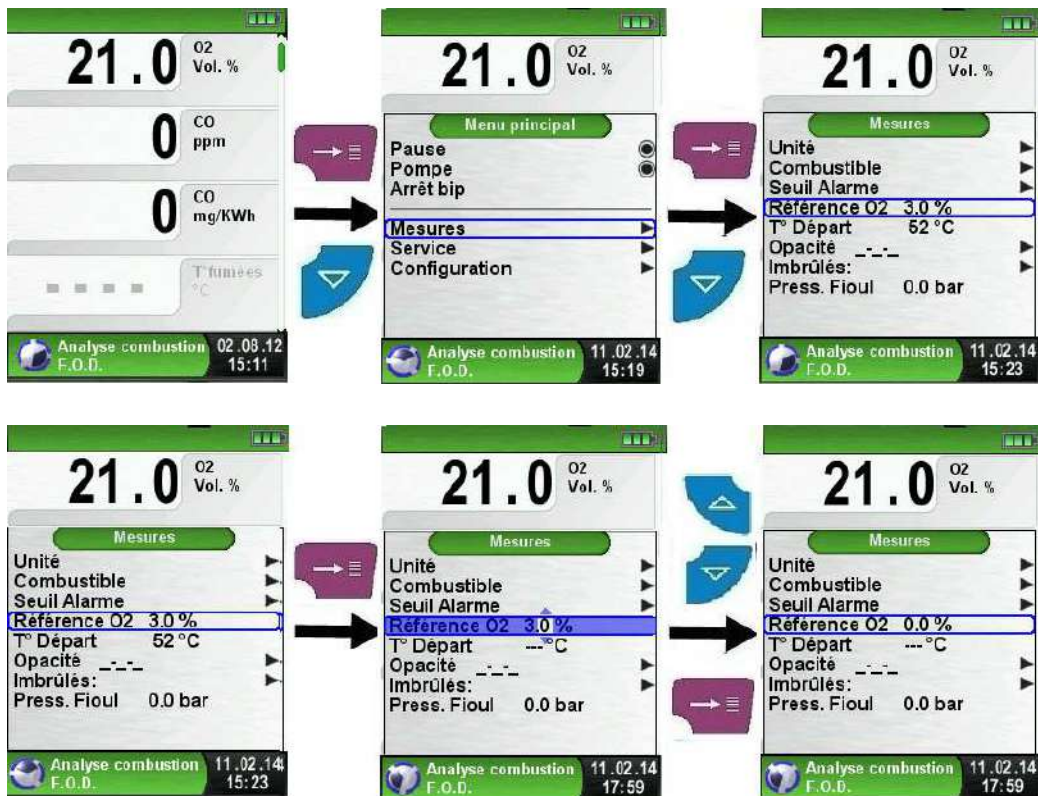 21.0 O2 Vol. %
0 CO ppm
0 CO mg/KWh
T°fumées °C
Analyse combustion 02.08.12
F.O.D. 15:11
21.0 O2 Vol. %
Menu principal
Pause
Pompe
Arrêt bip
Mesures
Service
Configuration
Analyse combustion 11.02.14
F.O.D. 15:19
21.0 O2 Vol. %
Mesures
Unité
Combustible
Seuil Alarme
Référence O2 3.0 %
T° Départ 52 °C
Opacité _-_-_
Imbrûlés:
Press. Fioul 0.0 bar
Analyse combustion 11.02.14
F.O.D. 15:23
21.0 O2 Vol. %
Mesures
Unité
Combustible
Seuil Alarme
Référence O2 3.0 %
T° Départ 52 °C
Opacité _-_-_
Imbrûlés:
Press. Fioul 0.0 bar
Analyse combustion 11.02.14
F.O.D. 15:23
21.0 O2 Vol. %
Mesures
Unité
Combustible
Seuil Alarme
Référence O2 3.0 %
T° Départ ---°C
Opacité _-_-_
Imbrûlés:
Press. Fioul 0.0 bar
Analyse combustion 11.02.14
F.O.D. 17:59
21.0 O2 Vol. %
Mesures
Unité
Combustible
Seuil Alarme
Référence O2 0.0 %
T° Départ ---°C
Opacité _-_-_
Imbrûlés:
Press. Fioul 0.0 bar
Analyse combustion 11.02.14
F.O.D. 17:59